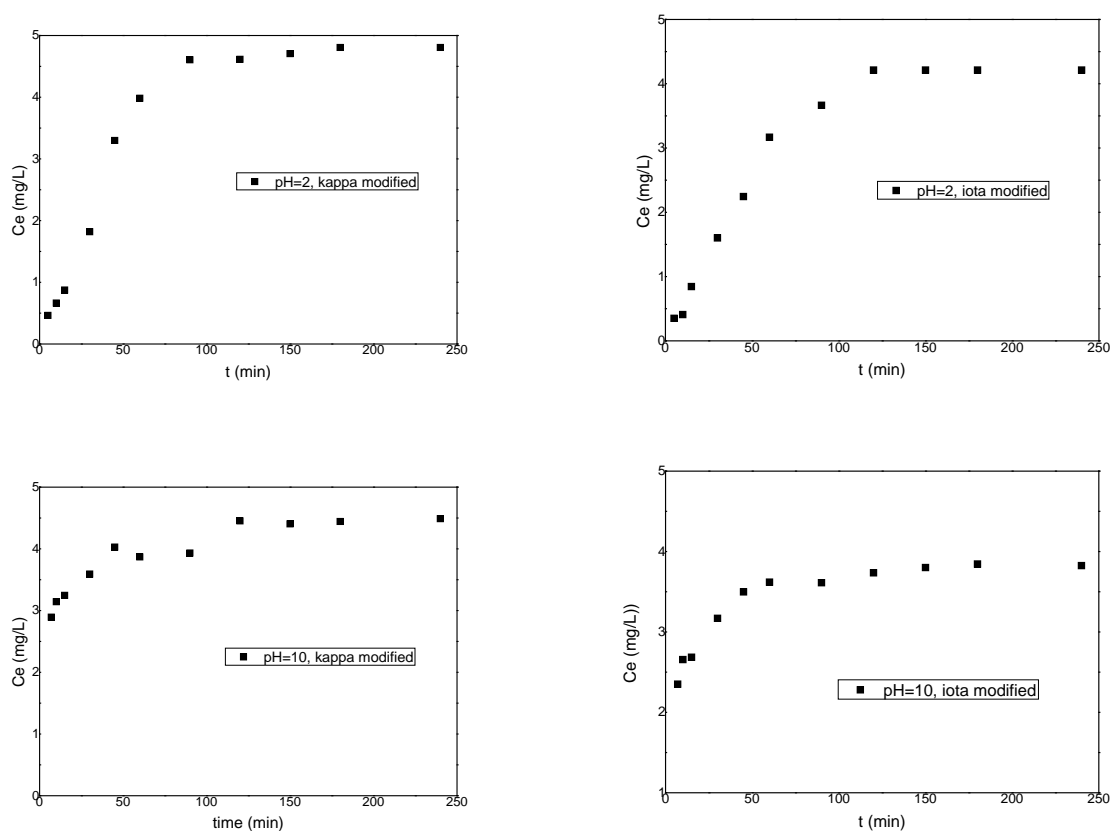 5
4
3
2
1
0
Ce (mg/L)
pH=2, kappa modified
0 50 100 150 200 250
t (min)
5
4
3
2
1
0
Ce (mg/L)
pH=2, iota modified
0 50 100 150 200 250
t (min)
5
4
3
2
1
0
Ce (mg/L)
pH=10, kappa modified
0 50 100 150 200 250
time (min)
5
4
3
2
1
Ce (mg/L))
pH=10, iota modified
0 50 100 150 200 250
t (min)